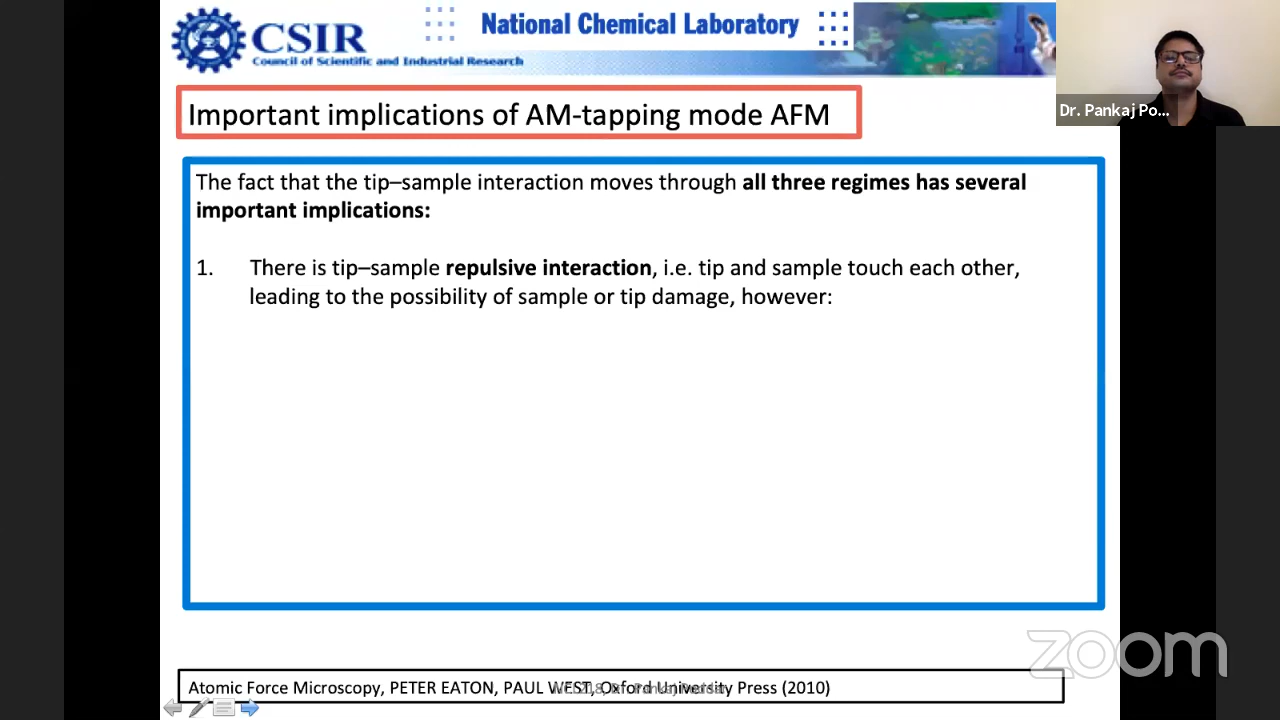 CSIR
Council of Scientific and Industrial Research
National Chemical Laboratory
Dr. Pankaj Po...
Important implications of AM-tapping mode AFM
The fact that the tip–sample interaction moves through all three regimes has several
important implications:
1. There is tip–sample repulsive interaction, i.e. tip and sample touch each other,
leading to the possibility of sample or tip damage, however:
zoom
Atomic Force Microscopy, PETER EATON, PAUL WEST, Oxford University Press (2010)